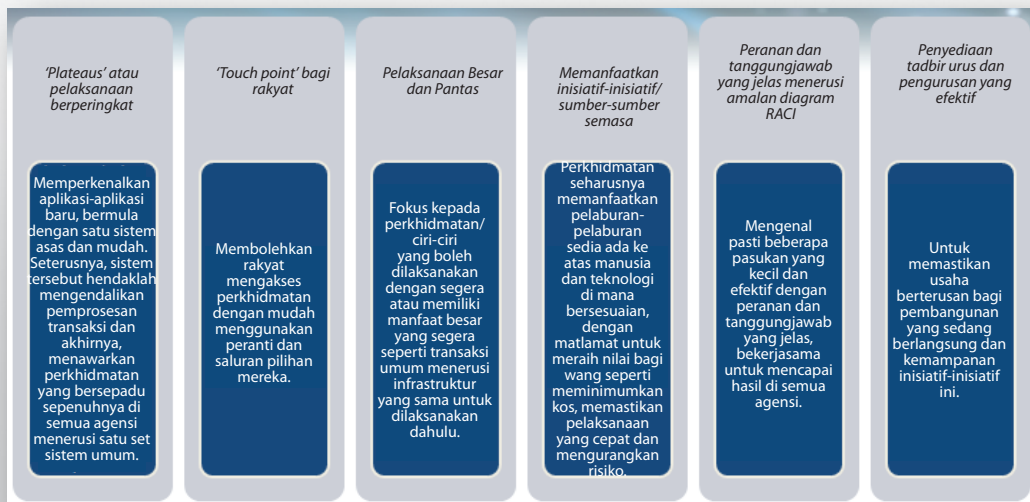 ‘Plateaus’ atau
pelaksanaan
berperingkat
Memperkenalkan
aplikasi-aplikasi
baru, bermula
dengan satu sistem
asas dan mudah.
Seterusnya, sistem
tersebut hendaklah
mengendalikan
pemprosesan
transaksi dan
akhirnya,
menawarkan
perkhidmatan
yang bersepadu
sepenuhnya di
semua agensi
menerusi satu set
sistem umum.
‘Touch point’ bagi
rakyat
Membolehkan
rakyat
mengakses
perkhidmatan
dengan mudah
menggunakan
peranti dan
saluran pilihan
mereka.
Pelaksanaan Besar
dan Pantas
Fokus kepada
perkhidmatan/
ciri-ciri
yang boleh
dilaksanakan
dengan segera
atau memiliki
manfaat besar
yang segera
seperti transaksi
umum menerusi
infrastruktur
yang sama untuk
dilaksanakan
dahulu.
Memanfaatkan
inisiatif-inisiatif/
sumber-sumber
semasa
Perkhidmatan
seharusnya
memanfaatkan
pelaburan-
pelaburan
sedia ada ke
atas manusia
dan teknologi
di mana
bersesuaian,
dengan
matlamat untuk
meraih nilai bagi
wang seperti
meminimumkan
kos, memastikan
pelaksanaan
yang cepat dan
mengurangkan
risiko.
Peranan dan
tanggungjawab
yang jelas menerusi
amalan diagram
RACI
Mengenal
pasti beberapa
pasukan yang
kecil dan
efektif dengan
peranan dan
tanggungjawab
yang jelas,
bekerjasama
untuk mencapai
hasil di semua
agensi.
Penyediaan
tadbir urus dan
pengurusan yang
efektif
Untuk
memastikan
usaha
berterusan bagi
pembangunan
yang sedang
berlangsung dan
kemampanan
inisiatif-inisiatif
ini.